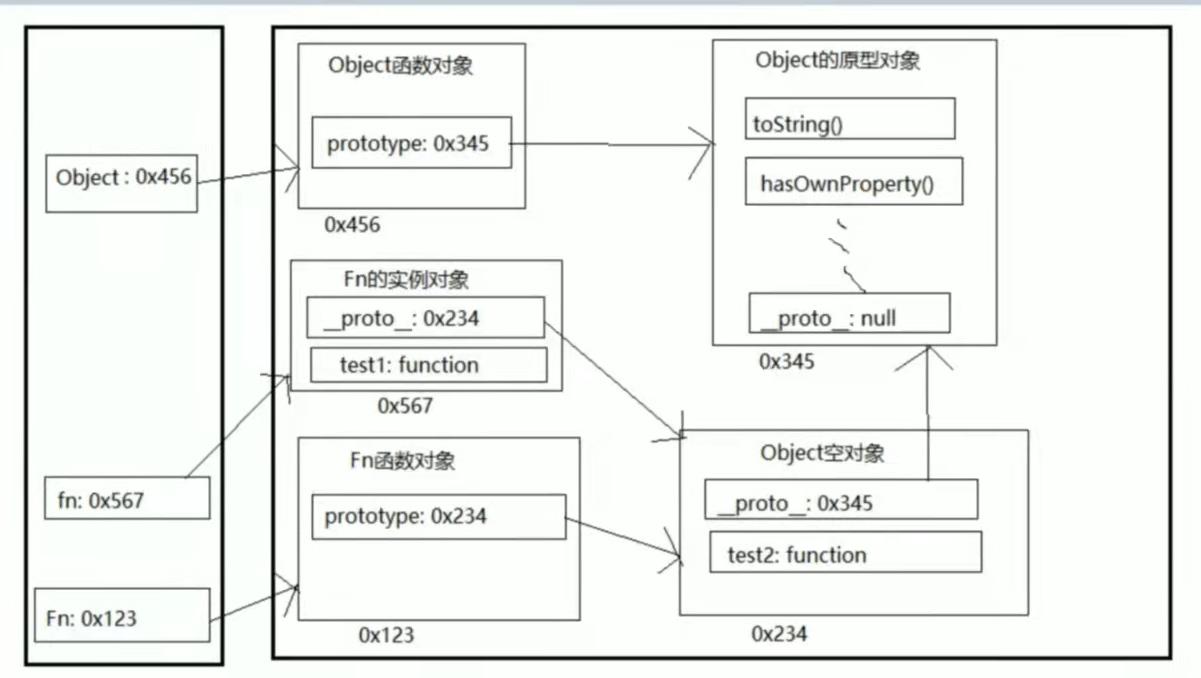 Object : 0x456
fn: 0x567
Fn: 0x123
Object函数对象
prototype: 0x345
0x456
Fn的实例对象
__proto__: 0x234
test1: function
0x567
Fn函数对象
prototype: 0x234
0x123
Object的原型对象
toString()
hasOwnProperty()
__proto__: null
0x345
Object空对象
__proto__: 0x345
test2: function
0x234